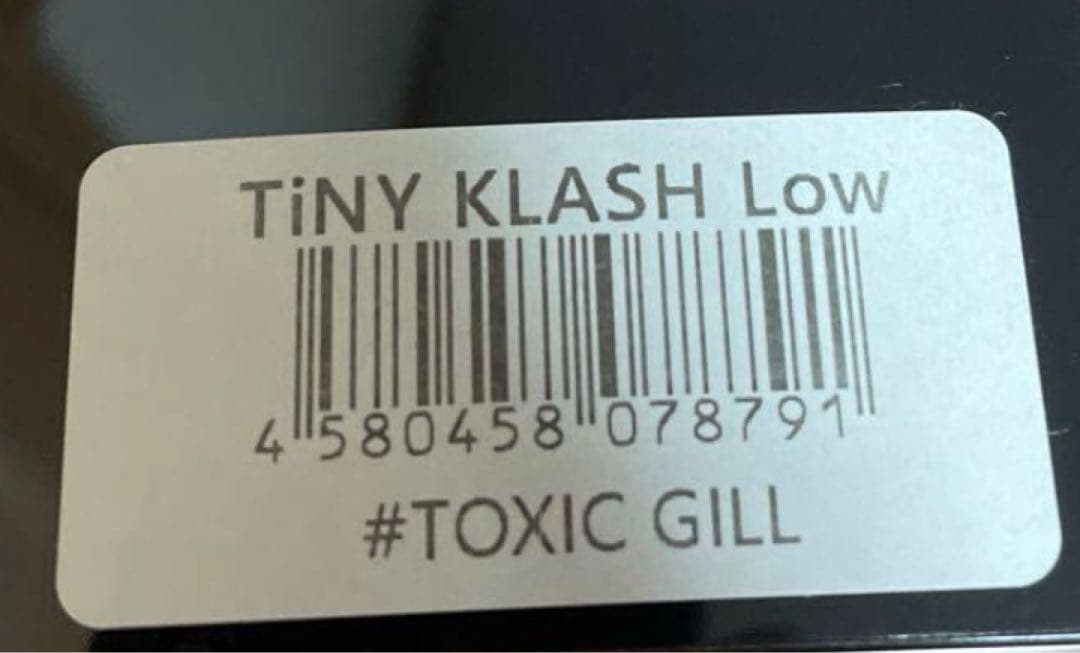 TiNY KLASH Low
4 580458 078791
#TOXIC GILL